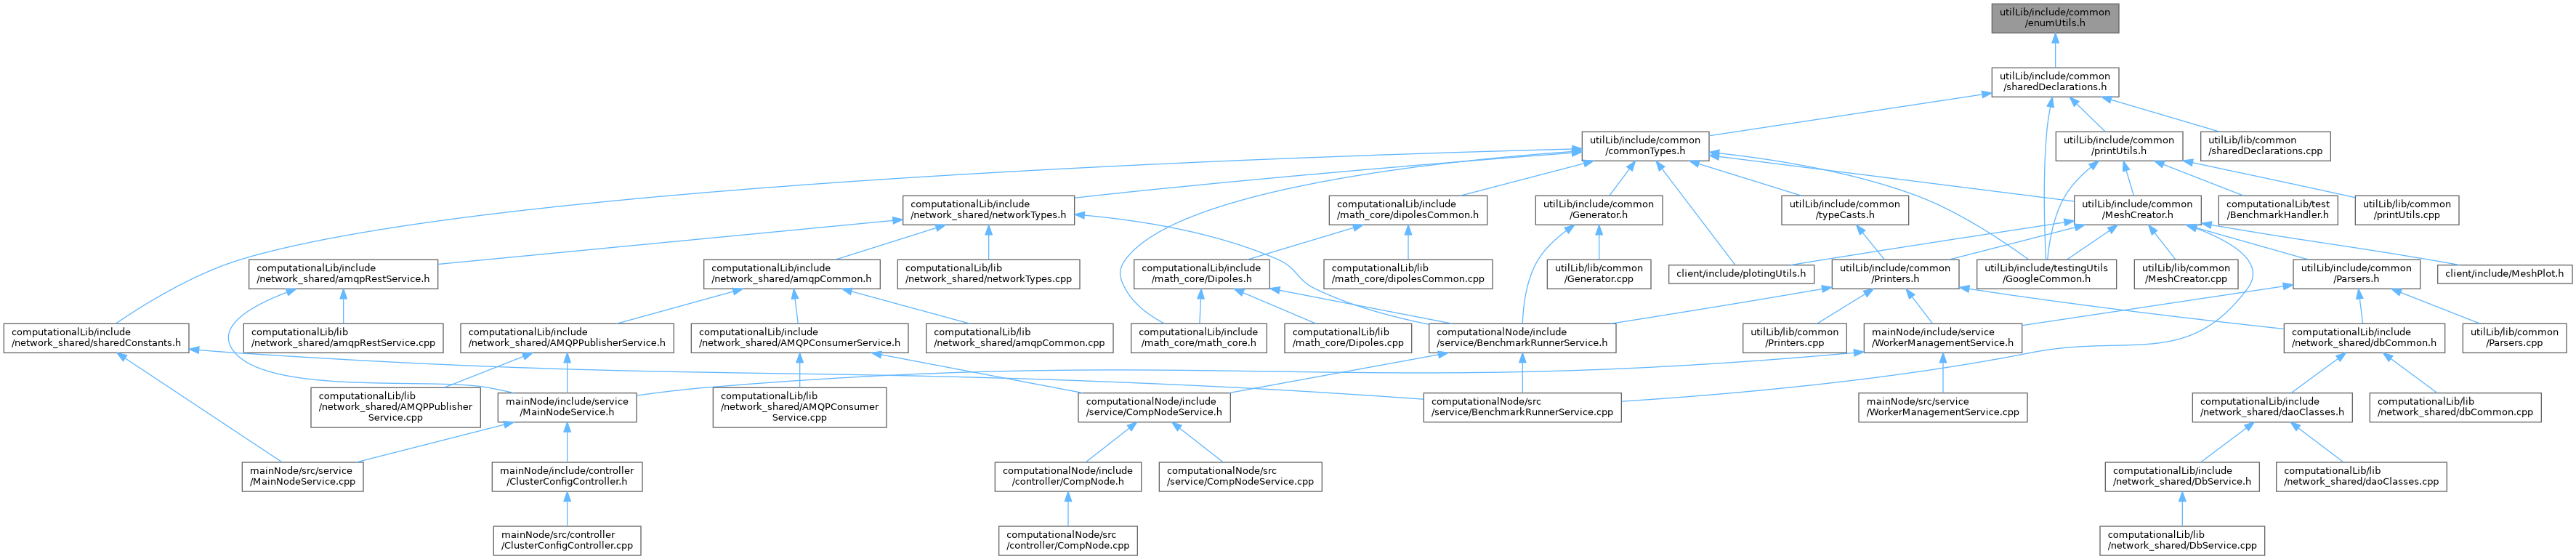 utilLib/include/common
/enumUtils.h
utilLib/include/common
/sharedDeclarations.h
utilLib/include/common
/commonTypes.h
utilLib/include/common
/printUtils.h
utilLib/lib/common
/sharedDeclarations.cpp
computationalLib/include
/network_shared/networkTypes.h
computationalLib/include
/math_core/dipolesCommon.h
utilLib/include/common
/Generator.h
utilLib/include/common
/typeCasts.h
utilLib/include/common
/MeshCreator.h
computationalLib/test
/BenchmarkHandler.h
utilLib/lib/common
/printUtils.cpp
computationalLib/include
/network_shared/amqpRestService.h
computationalLib/include
/network_shared/amqpCommon.h
computationalLib/lib
/network_shared/networkTypes.cpp
computationalLib/include
/math_core/Dipoles.h
computationalLib/lib
/math_core/dipolesCommon.cpp
utilLib/lib/common
/Generator.cpp
client/include/plotingUtils.h
utilLib/include/common
/Printers.h
utilLib/include/testingUtils
/GoogleCommon.h
utilLib/lib/common
/MeshCreator.cpp
utilLib/include/common
/Parsers.h
client/include/MeshPlot.h
computationalLib/include
/network_shared/sharedConstants.h
computationalLib/lib
/network_shared/amqpRestService.cpp
computationalLib/include
/network_shared/AMQPPublisherService.h
computationalLib/include
/network_shared/AMQPConsumerService.h
computationalLib/lib
/network_shared/amqpCommon.cpp
computationalLib/include
/math_core/math_core.h
computationalLib/lib
/math_core/Dipoles.cpp
computationalNode/include
/service/BenchmarkRunnerService.h
utilLib/lib/common
/Printers.cpp
mainNode/include/service
/WorkerManagementService.h
computationalLib/include
/network_shared/dbCommon.h
utilLib/lib/common
/Parsers.cpp
computationalLib/lib
/network_shared/AMQPPublisher
Service.cpp
mainNode/include/service
/MainNodeService.h
computationalLib/lib
/network_shared/AMQPConsumer
Service.cpp
computationalNode/include
/service/CompNodeService.h
computationalNode/src
/service/BenchmarkRunnerService.cpp
mainNode/src/service
/WorkerManagementService.cpp
computationalLib/include
/network_shared/daoClasses.h
computationalLib/lib
/network_shared/dbCommon.cpp
mainNode/src/service
/MainNodeService.cpp
mainNode/include/controller
/ClusterConfigController.h
computationalNode/include
/controller/CompNode.h
computationalNode/src
/service/CompNodeService.cpp
computationalLib/include
/network_shared/DbService.h
computationalLib/lib
/network_shared/daoClasses.cpp
mainNode/src/controller
/ClusterConfigController.cpp
computationalNode/src
/controller/CompNode.cpp
computationalLib/lib
/network_shared/DbService.cpp